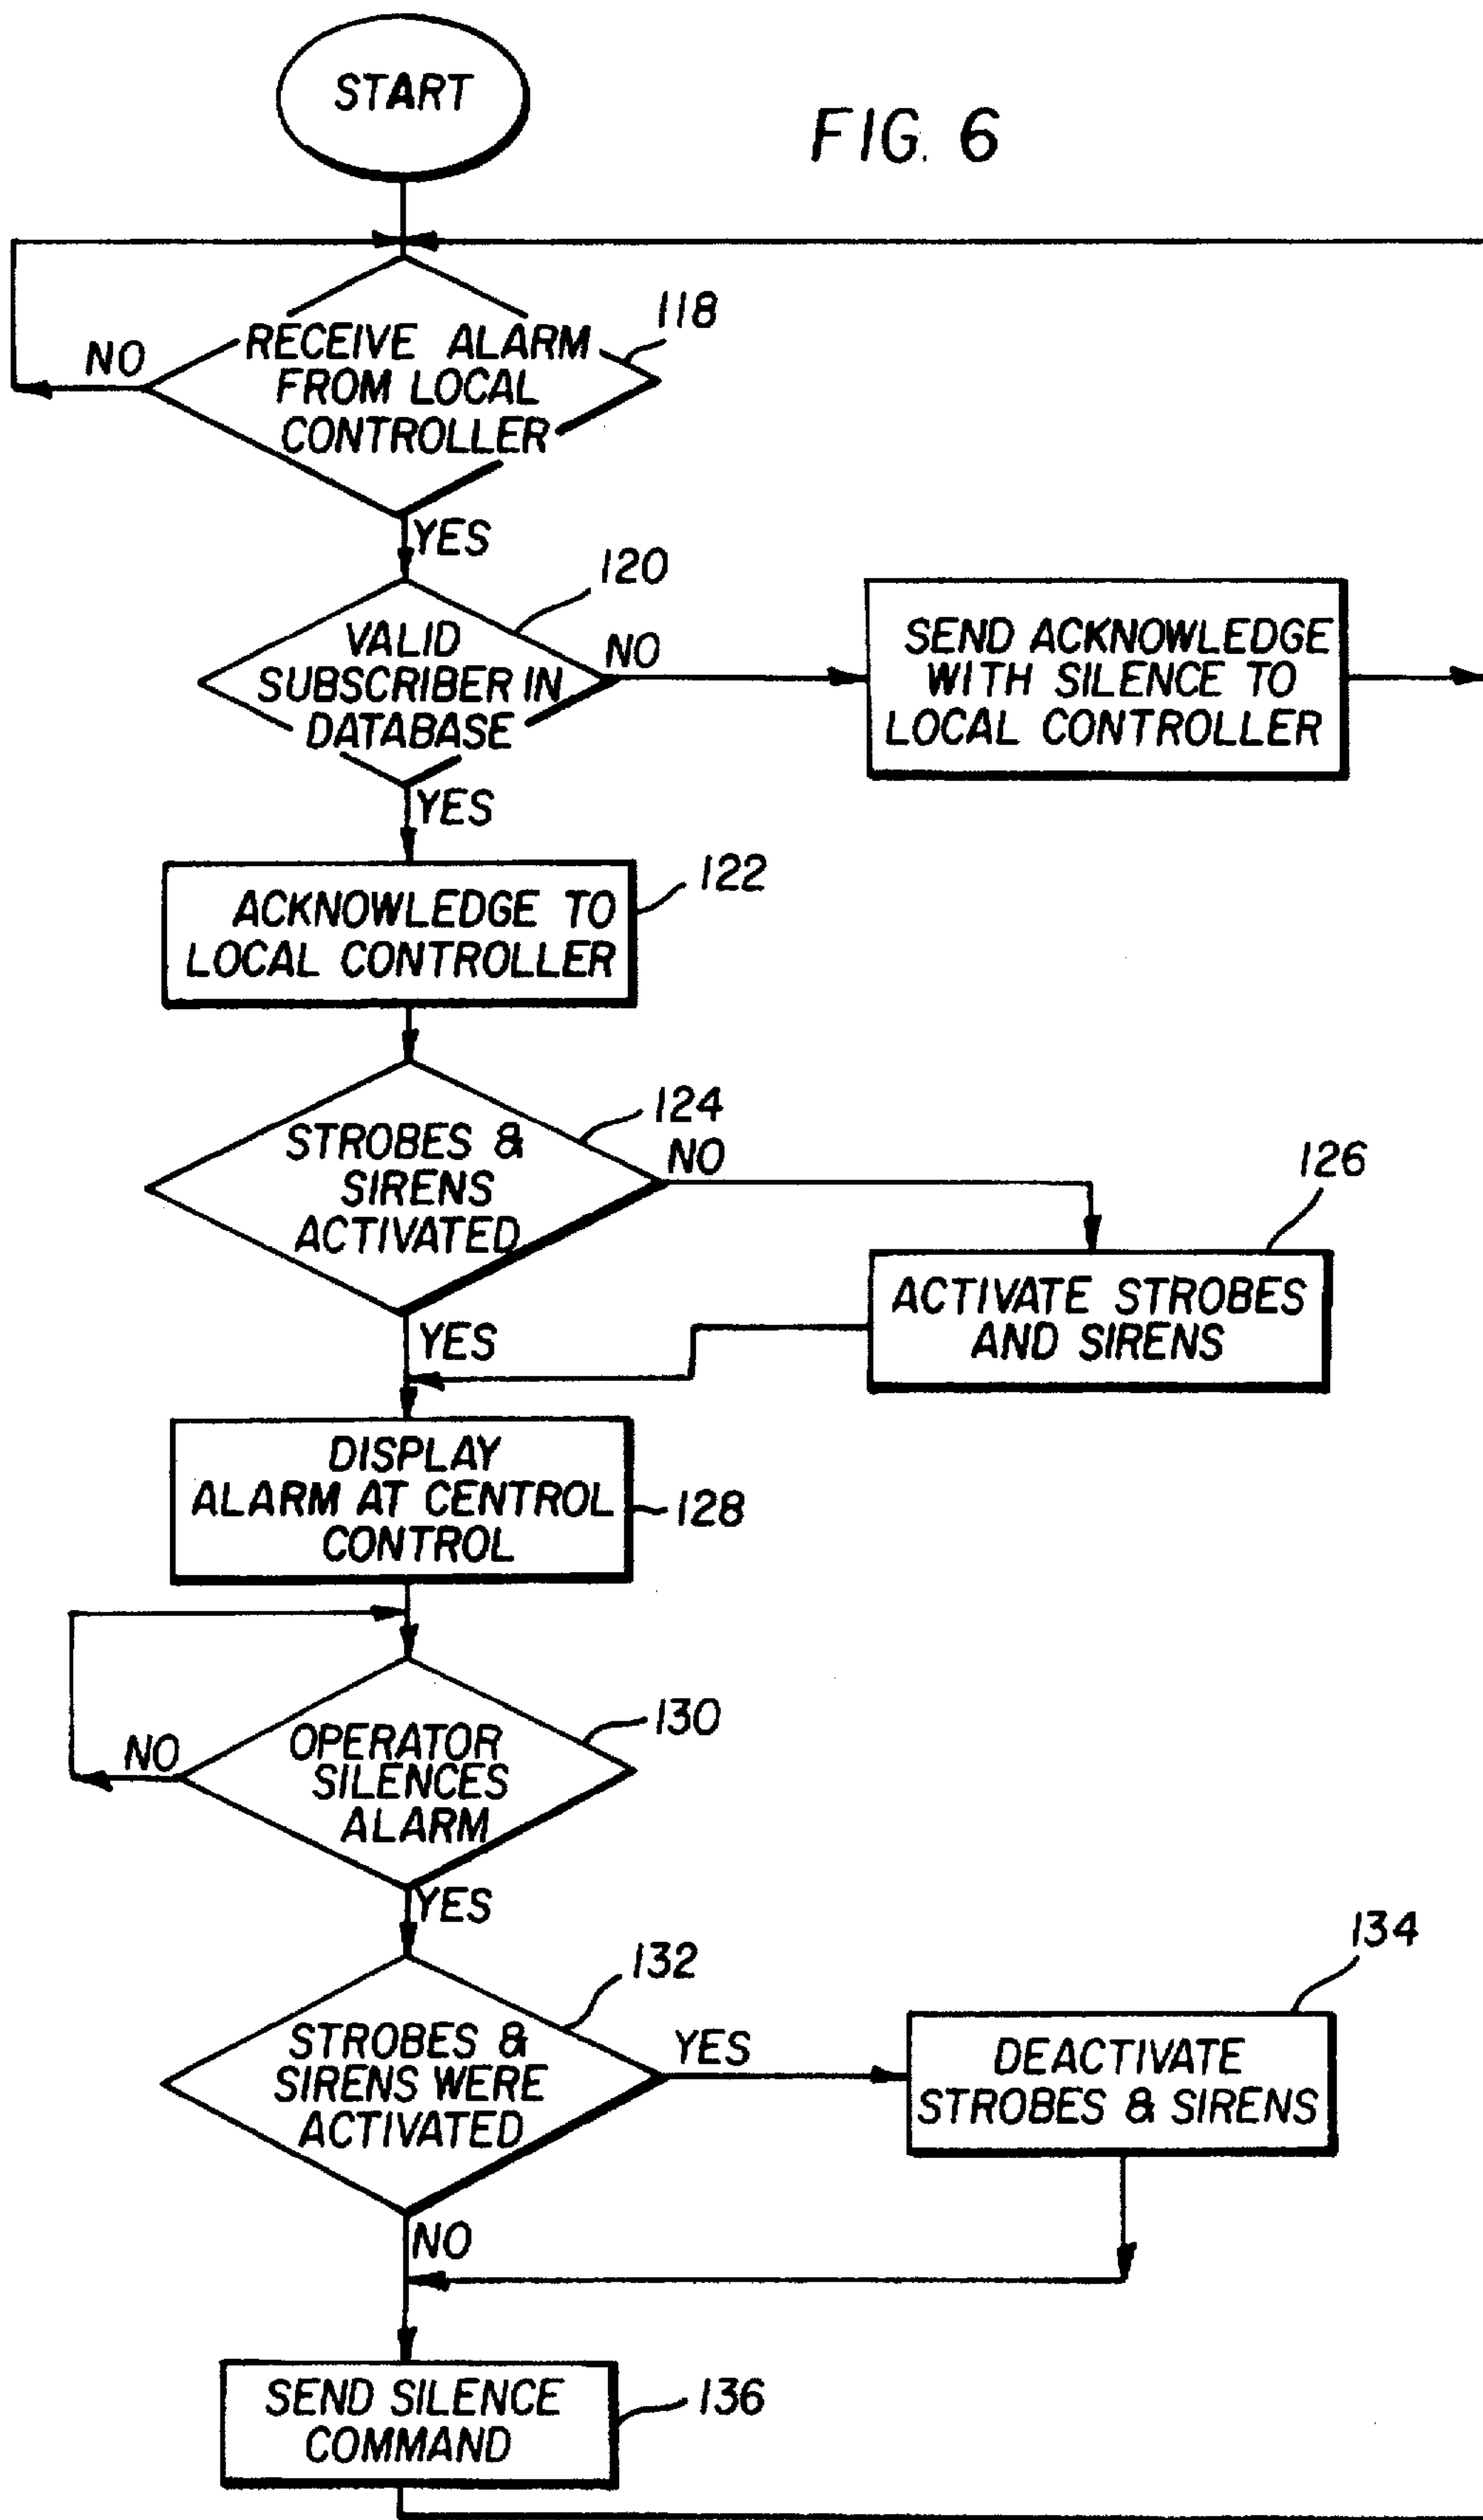 START
FIG. 6
RECEIVE ALARM
FROM LOCAL
CONTROLLER
118
NO
YES
VALID
SUBSCRIBER IN
DATABASE
120
NO
SEND ACKNOWLEDGE
WITH SILENCE TO
LOCAL CONTROLLER
YES
ACKNOWLEDGE TO
LOCAL CONTROLLER
122
STROBES &
SIRENS
ACTIVATED
124
NO
126
ACTIVATE STROBES
AND SIRENS
YES
DISPLAY
ALARM AT CENTROL
CONTROL
128
OPERATOR
SILENCES
ALARM
130
NO
YES
STROBES &
SIRENS WERE
ACTIVATED
132
YES
134
DEACTIVATE
STROBES & SIRENS
NO
SEND SILENCE
COMMAND
136